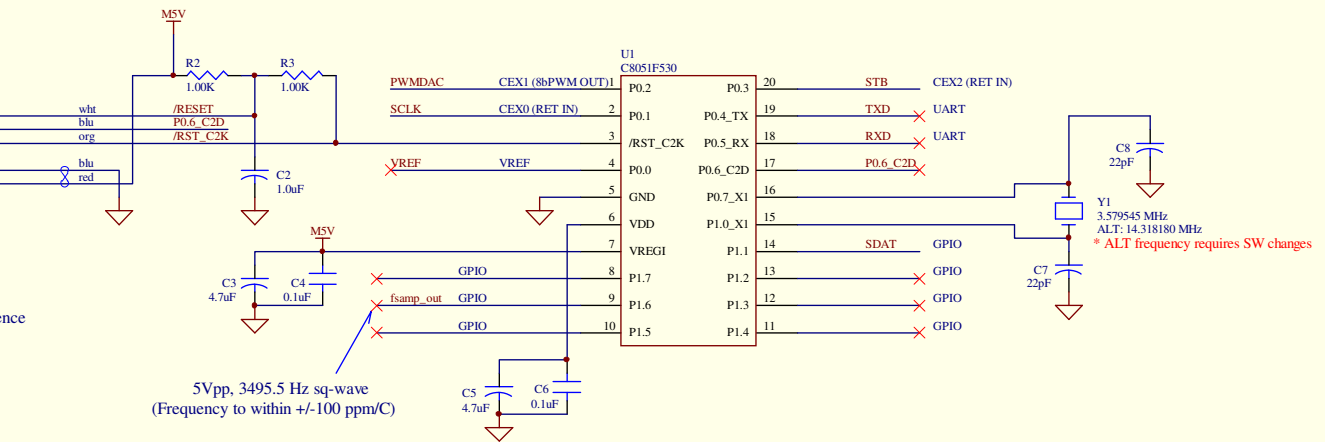 M5V
R2
1.00K
R3
1.00K
wht
/RESET
blu
P0.6_C2D
org
/RST_C2K
blu
red
C2
1.0uF
M5V
C3
4.7uF
C4
0.1uF
ence
U1
C8051F530
PWMDAC
CEX1 (8bPWM OUT)
1
P0.2
SCLK
CEX0 (RET IN)
2
P0.1
3
/RST_C2K
VREF
VREF
4
P0.0
5
GND
6
VDD
7
VREGI
GPIO
8
P1.7
fsamp_out
GPIO
9
P1.6
GPIO
10
P1.5
P0.3
20
STB
CEX2 (RET IN)
P0.4_TX
19
TXD
UART
P0.5_RX
18
RXD
UART
P0.6_C2D
17
P0.6_C2D
P0.7_X1
16
P1.0_X1
15
P1.1
14
SDAT
GPIO
P1.2
13
GPIO
P1.3
12
GPIO
P1.4
11
GPIO
C8
22pF
Y1
3.579545 MHz
ALT: 14.318180 MHz
* ALT frequency requires SW changes
C7
22pF
5Vpp, 3495.5 Hz sq-wave
(Frequency to within +/-100 ppm/C)
C5
4.7uF
C6
0.1uF